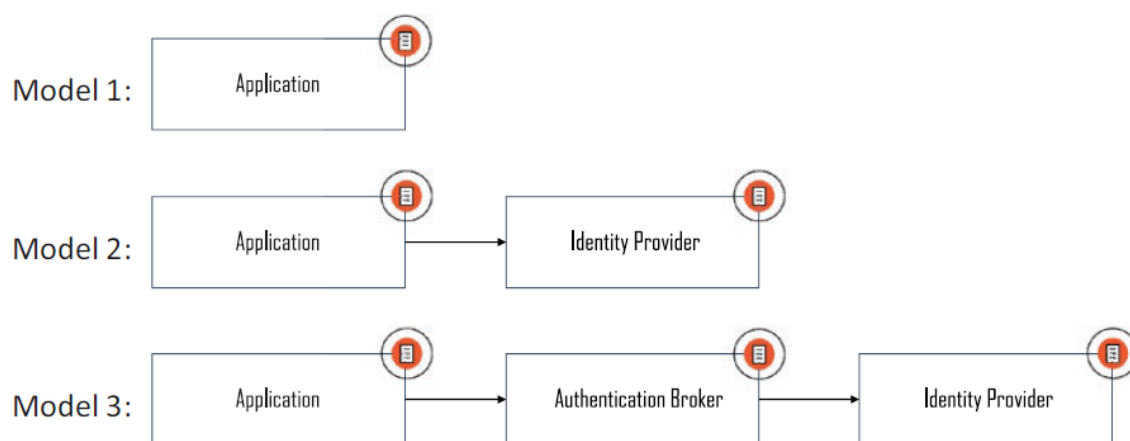 Model 1:
Application
Model 2:
Application
Identity Provider
Model 3:
Application
Authentication Broker
Identity Provider